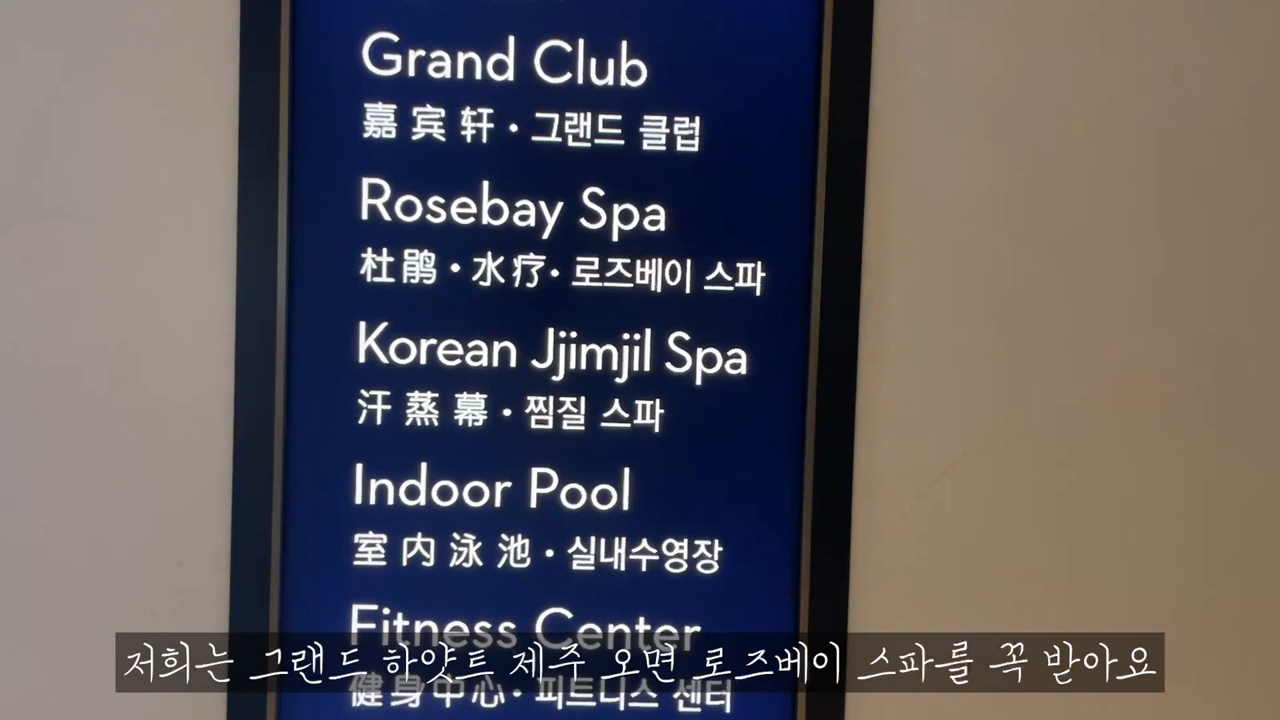 Grand Club
嘉宾轩・그랜드 클럽
Rosebay Spa
杜鹃・水疗・로즈베이 스파
Korean Jjimjil Spa
汗蒸幕・찜질 스파
Indoor Pool
室内泳池・실내수영장
Fitness Center
저희는 그랜드 하얏트 제주 오면 로즈베이 스파를 꼭 받아요
健身中心・피트니스 센터